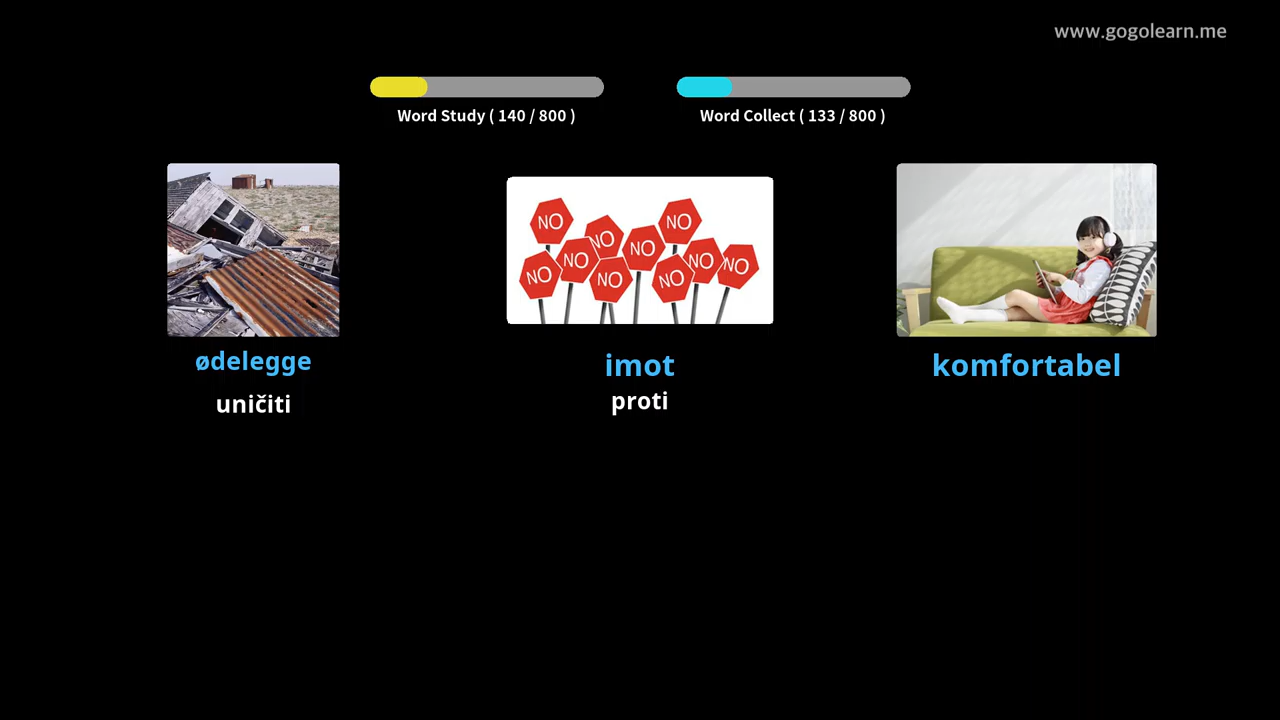 www.gogolearn.me
Word Study ( 140 / 800 )
Word Collect ( 133 / 800 )
NO
NO
NO
NO
NO
NO
NO
NO
NO
NO
ødelegge
imot
komfortabel
uničiti
proti